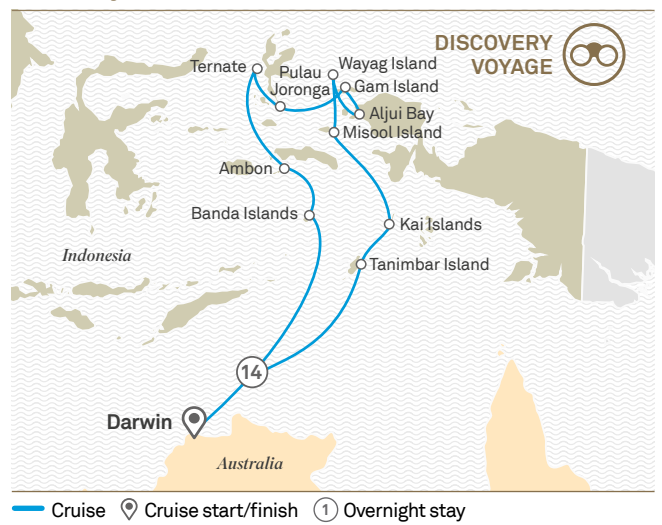 DISCOVERY
VOYAGE
Ternate
Pulau
Joronga
Wayag Island
Gam Island
Aljui Bay
Misool Island
Ambon
Banda Islands
Kai Islands
Indonesia
Tanimbar Island
14
Darwin
Australia
Cruise
Cruise start/finish
1 Overnight stay